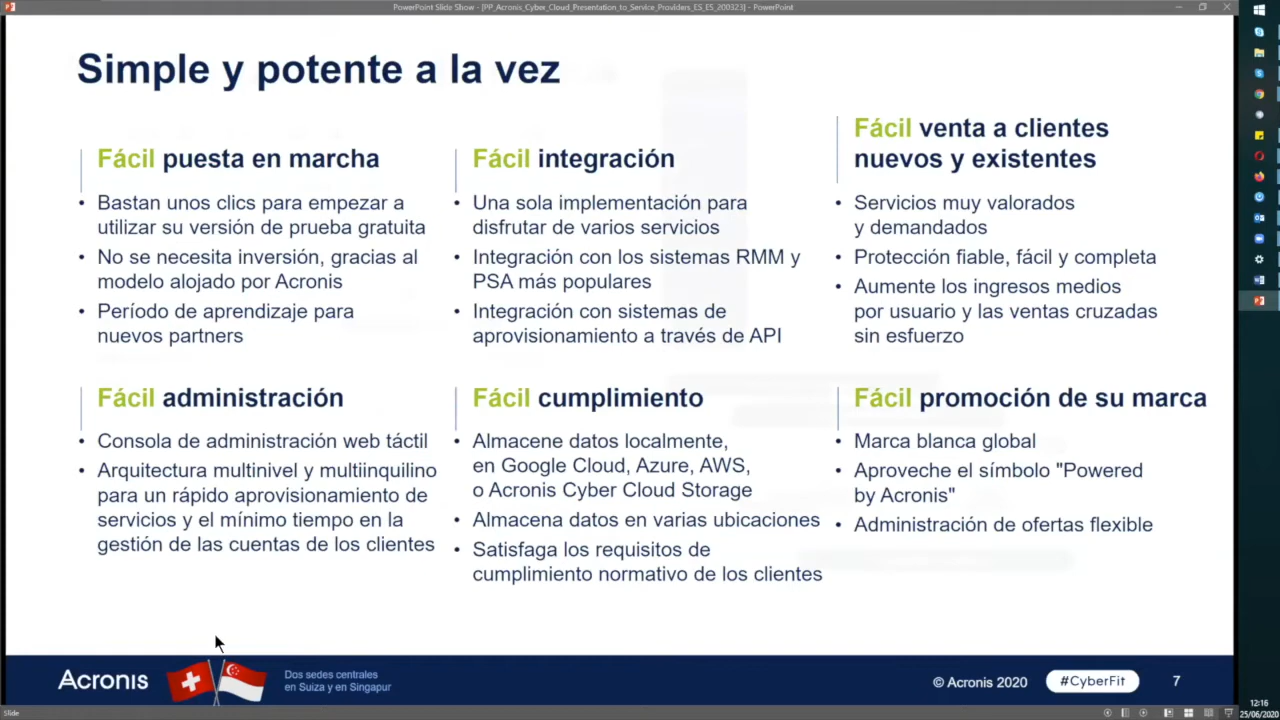 PowerPoint Slide Show - [PP_Acronis_Cyber_Cloud_Presentation_to_Service_Providers_ES_ES_200323] - PowerPoint
Simple y potente a la vez
Fácil puesta en marcha
• Bastan unos clics para empezar a
utilizar su versión de prueba gratuita
• No se necesita inversión, gracias al
modelo alojado por Acronis
• Período de aprendizaje para
nuevos partners
Fácil integración
• Una sola implementación para
disfrutar de varios servicios
• Integración con los sistemas RMM y
PSA más populares
• Integración con sistemas de
aprovisionamiento a través de API
Fácil venta a clientes
nuevos y existentes
• Servicios muy valorados
y demandados
• Protección fiable, fácil y completa
• Aumente los ingresos medios
por usuario y las ventas cruzadas
sin esfuerzo
Fácil administración
• Consola de administración web táctil
• Arquitectura multinivel y multiinquilino
para un rápido aprovisionamiento de
servicios y el mínimo tiempo en la
gestión de las cuentas de los clientes
Fácil cumplimiento
• Almacene datos localmente,
en Google Cloud, Azure, AWS,
o Acronis Cyber Cloud Storage
• Almacena datos en varias ubicaciones
• Satisfaga los requisitos de
cumplimiento normativo de los clientes
Fácil promoción de su marca
• Marca blanca global
• Aproveche el símbolo "Powered
by Acronis"
• Administración de ofertas flexible
Acronis
Dos sedes centrales
en Suiza y en Singapur
© Acronis 2020
#CyberFit
7
Slide
12:16
25/06/2020